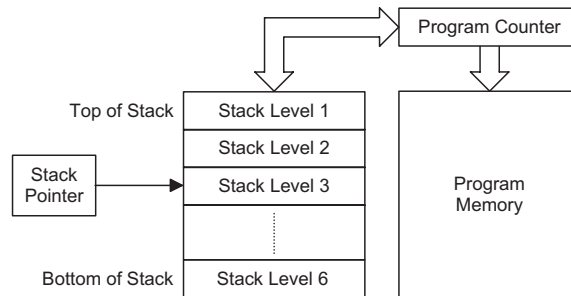 Program Counter
Top of Stack
Stack Level 1
Stack Level 2
Stack
Pointer
Stack Level 3
Program
Memory
Bottom of Stack
Stack Level 6